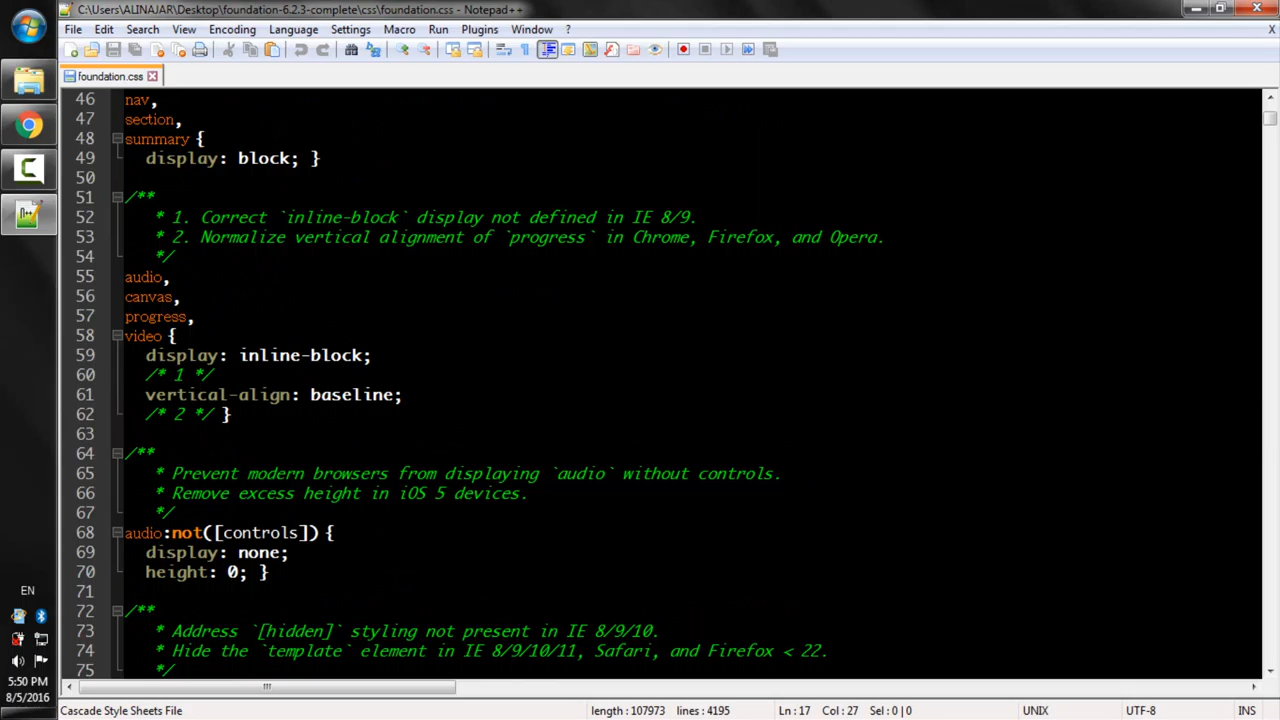 C:\Users\ALINAJAR\Desktop\foundation-6.2.3-complete\css\foundation.css - Notepad++
File Edit Search View Encoding Language Settings Macro Run Plugins Window ?
foundation.css
46 nav,
47 section,
48 summary {
49 display: block; }
50
51 /**
52 * 1. Correct `inline-block` display not defined in IE 8/9.
53 * 2. Normalize vertical alignment of `progress` in Chrome, Firefox, and Opera.
54 */
55 audio,
56 canvas,
57 progress,
58 video {
59 display: inline-block;
60 /* 1 */
61 vertical-align: baseline;
62 /* 2 */ }
63
64 /**
65 * Prevent modern browsers from displaying `audio` without controls.
66 * Remove excess height in iOS 5 devices.
67 */
68 audio:not([controls]) {
69 display: none;
70 height: 0; }
71
72 /**
73 * Address `[hidden]` styling not present in IE 8/9/10.
74 * Hide the `template` element in IE 8/9/10/11, Safari, and Firefox < 22.
75 */
EN
5:50 PM
8/5/2016
Cascade Style Sheets File length : 107973 lines : 4195 Ln : 17 Col : 27 Sel : 0 | 0 UNIX UTF-8 INS